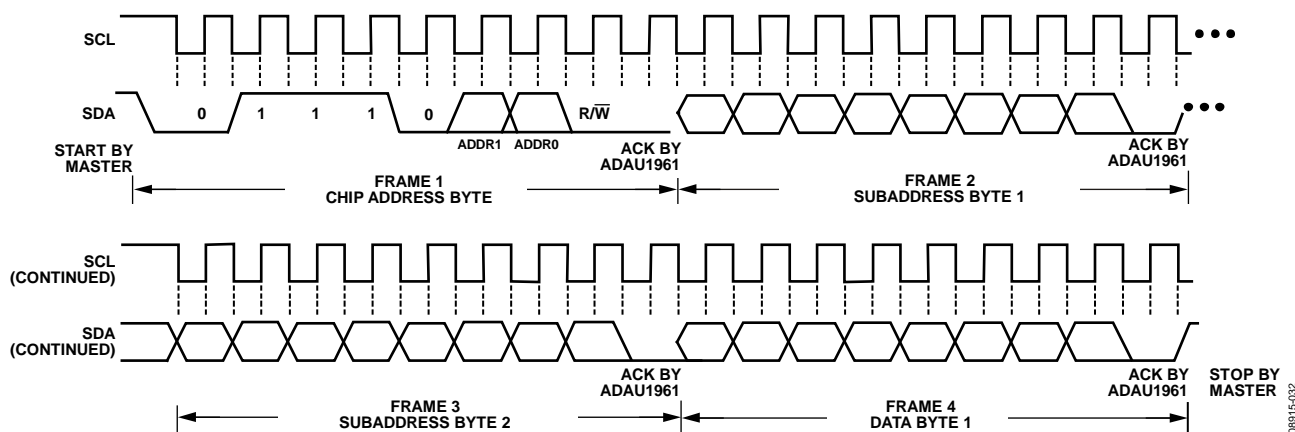 SCL
SDA
0 1 1 1 0 R/W̅
ADDR1 ADDR0
START BY
MASTER
ACK BY
ADAU1961
ACK BY
ADAU1961
FRAME 1
CHIP ADDRESS BYTE
FRAME 2
SUBADDRESS BYTE 1
SCL
(CONTINUED)
SDA
(CONTINUED)
ACK BY
ADAU1961
ACK BY
ADAU1961
STOP BY
MASTER
FRAME 3
SUBADDRESS BYTE 2
FRAME 4
DATA BYTE 1
08915-032